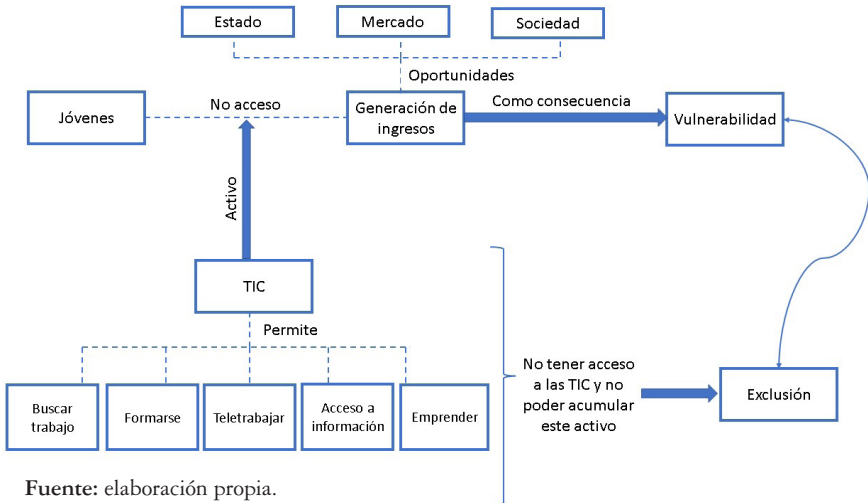 Estado
Mercado
Sociedad
Oportunidades
Jóvenes
No acceso
Generación de
ingresos
Como consecuencia
Vulnerabilidad
Activo
TIC
Permite
Buscar
trabajo
Formarse
Teletrabajar
Acceso a
información
Emprender
No tener acceso
a las TIC y no
poder acumular
este activo
Exclusión
Fuente: elaboración propia.